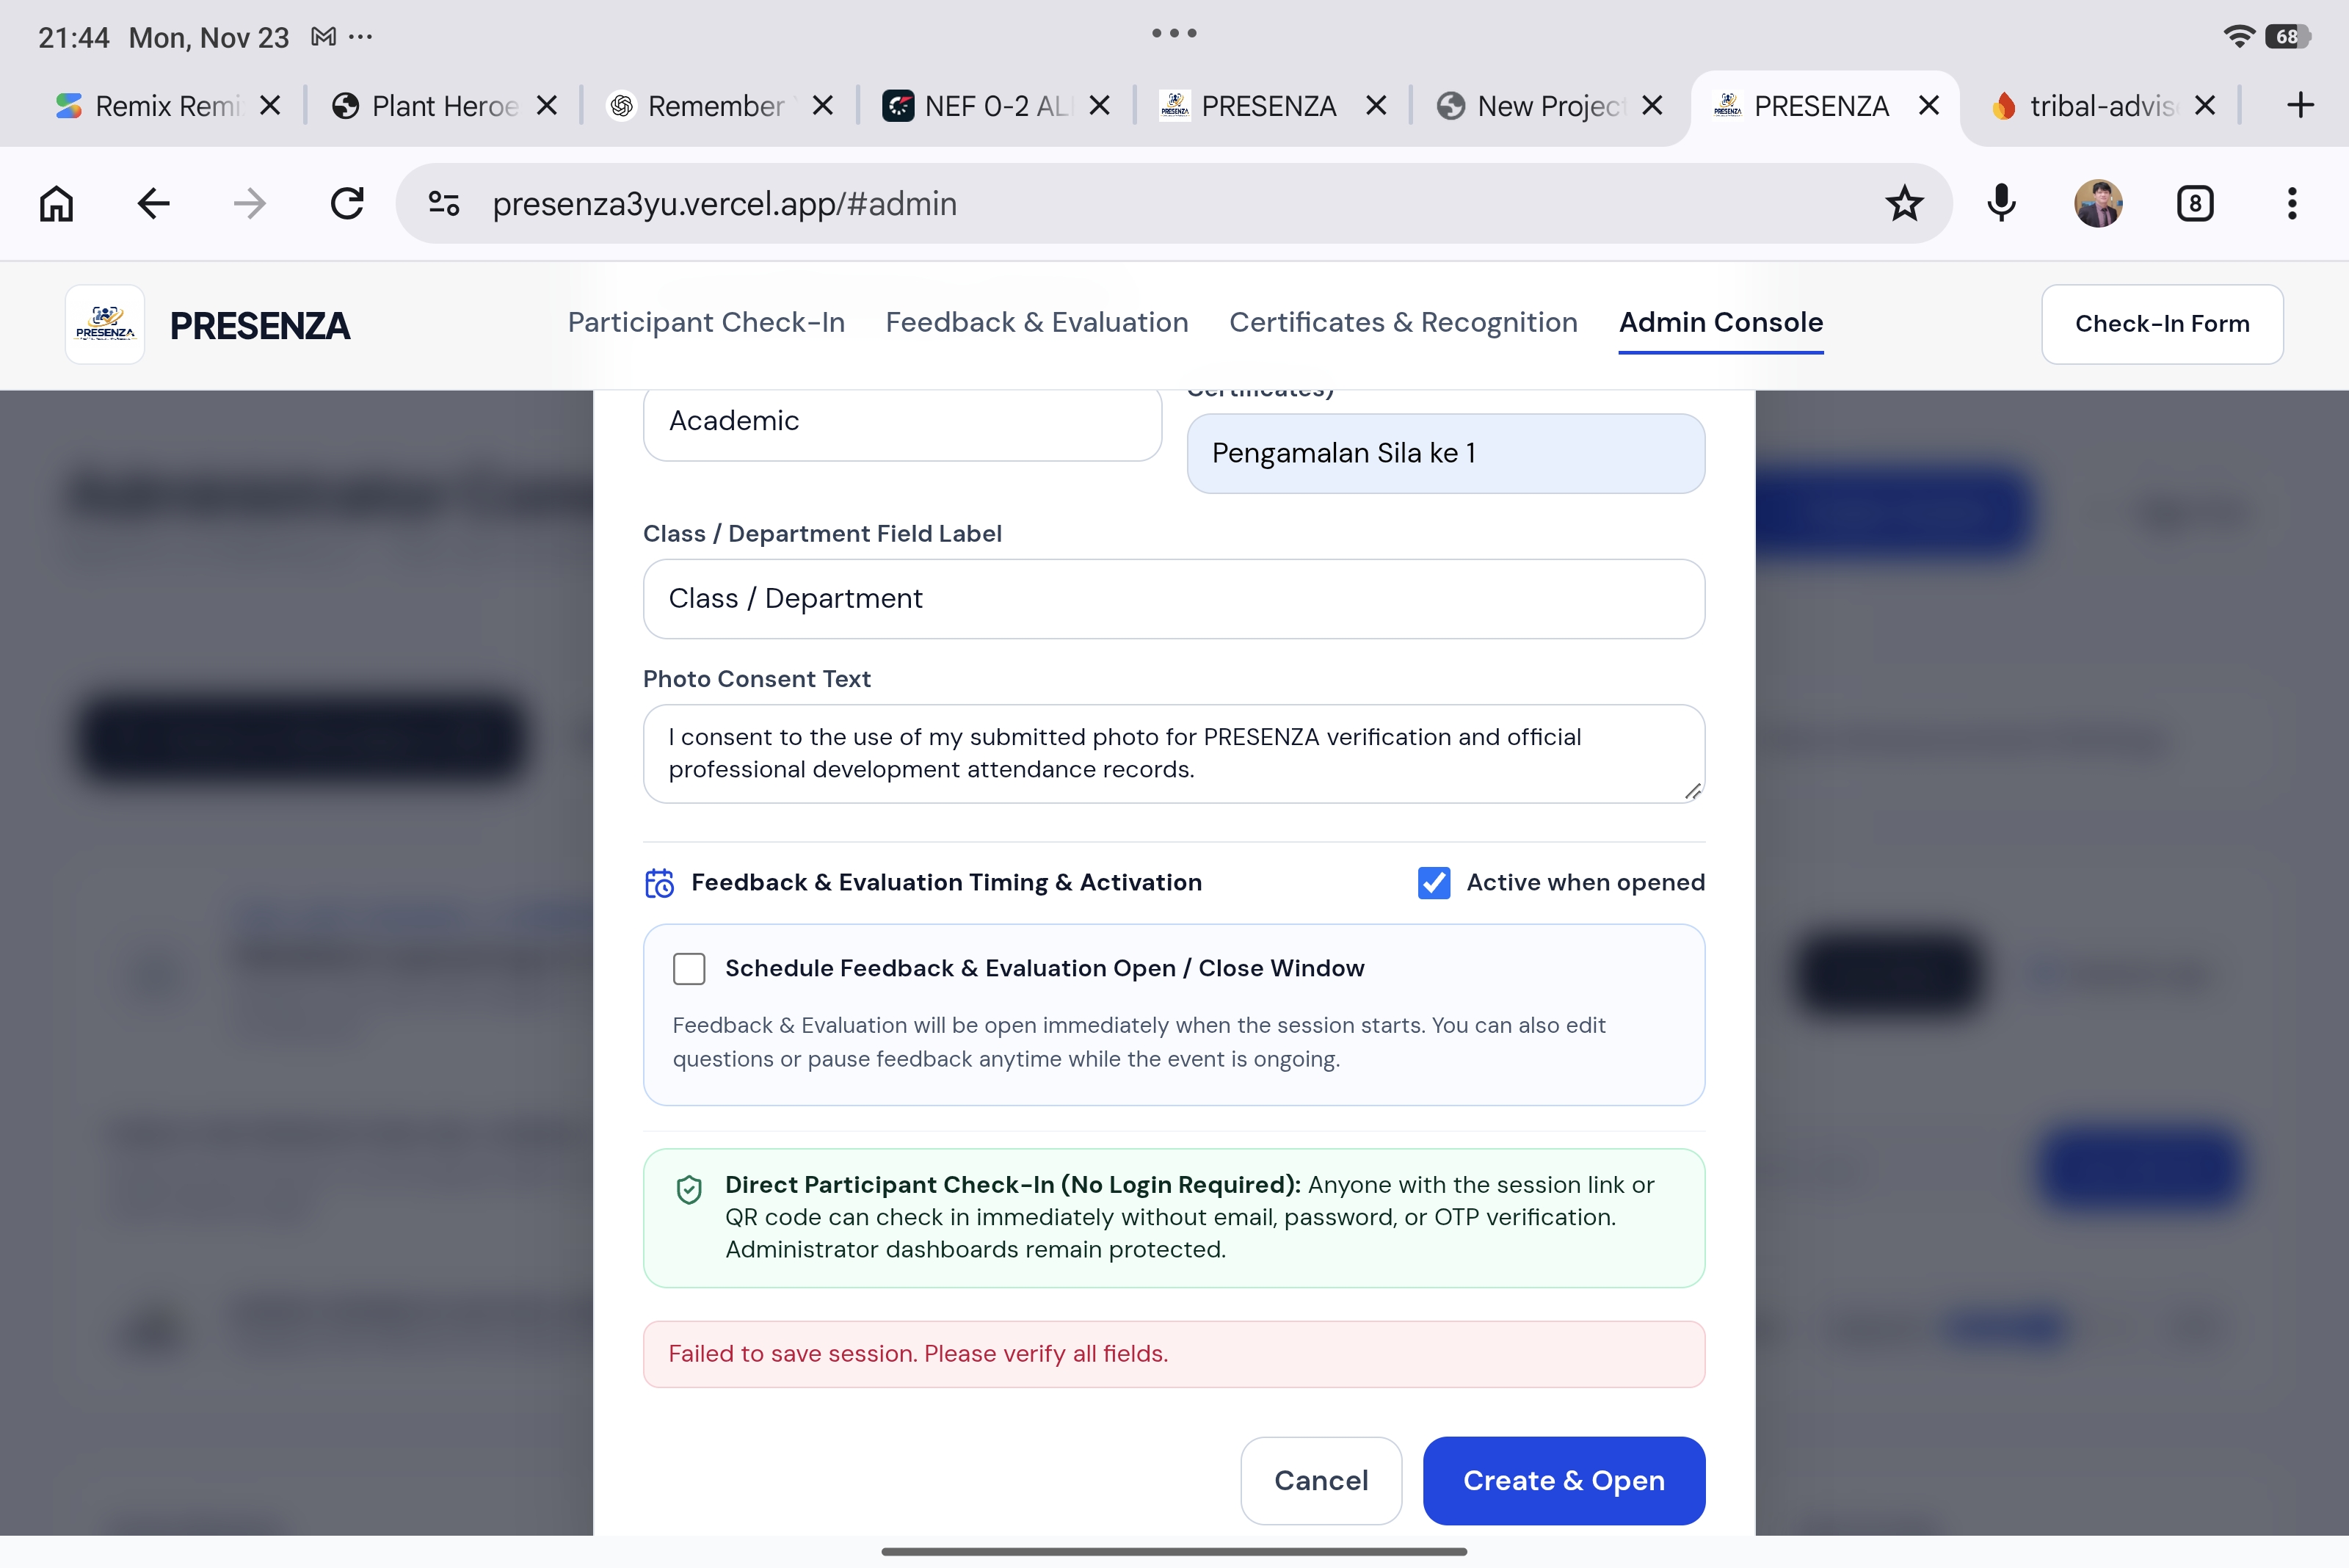 21:44 Mon, Nov 23
68
Remix Remi
Plant Heroe
Remember
NEF 0-2 AL
PRESENZA
New Project
PRESENZA
tribal-advis
presenza3yu.vercel.app/#admin
8
PRESENZA
PRESENZA
Participant Check-In
Feedback & Evaluation
Certificates & Recognition
Admin Console
Check-In Form
Certificates)
Academic
Pengamalan Sila ke 1
Class / Department Field Label
Class / Department
Photo Consent Text
I consent to the use of my submitted photo for PRESENZA verification and official
professional development attendance records.
Feedback & Evaluation Timing & Activation
Active when opened
Schedule Feedback & Evaluation Open / Close Window
Feedback & Evaluation will be open immediately when the session starts. You can also edit
questions or pause feedback anytime while the event is ongoing.
Direct Participant Check-In (No Login Required): Anyone with the session link or
QR code can check in immediately without email, password, or OTP verification.
Administrator dashboards remain protected.
Failed to save session. Please verify all fields.
Cancel
Create & Open